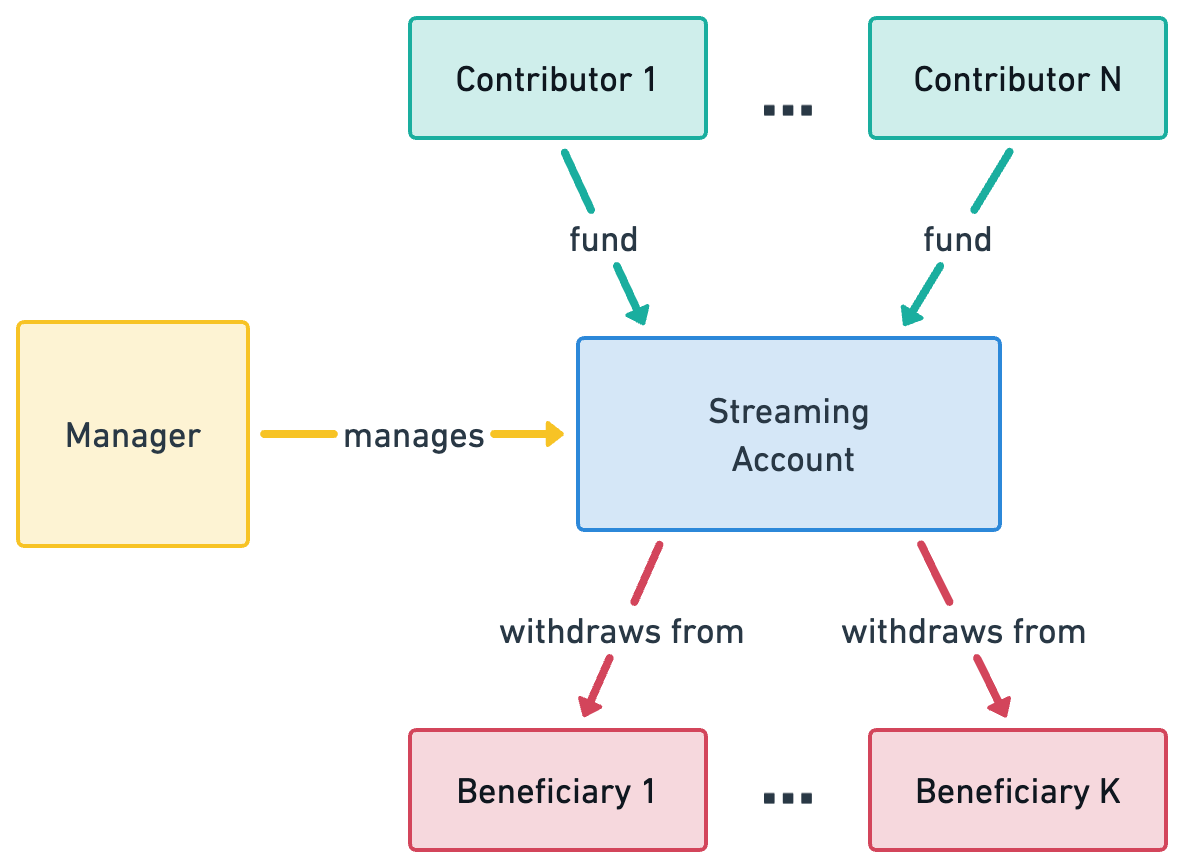 Contributor 1
...
Contributor N
fund
fund
Manager
manages
Streaming
Account
withdraws from
withdraws from
Beneficiary 1
...
Beneficiary K